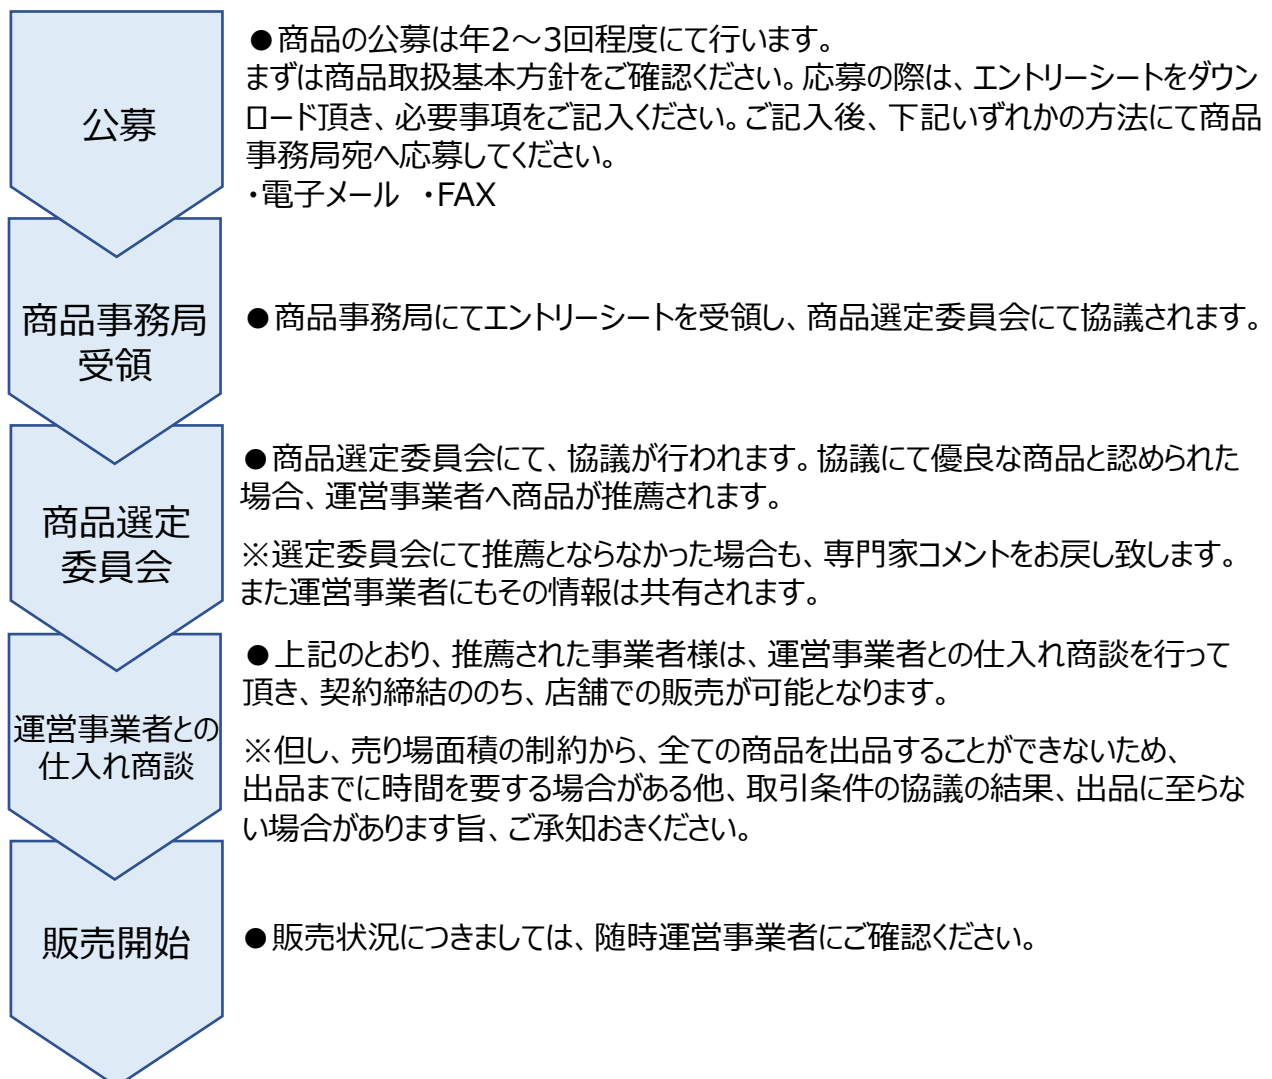 公募
●商品の公募は年2～3回程度にて行います。
まずは商品取扱基本方針をご確認ください。応募の際は、エントリーシートをダウン
ロード頂き、必要事項をご記入ください。ご記入後、下記いずれかの方法にて商品
事務局宛へ応募してください。
・電子メール　・FAX
商品事務局
受領
●商品事務局にてエントリーシートを受領し、商品選定委員会にて協議されます。
商品選定
委員会
●商品選定委員会にて、協議が行われます。協議にて優良な商品と認められた
場合、運営事業者へ商品が推薦されます。
※選定委員会にて推薦とならなかった場合も、専門家コメントをお戻し致します。
また運営事業者にもその情報は共有されます。
運営事業者との
仕入れ商談
●上記のとおり、推薦された事業者様は、運営事業者との仕入れ商談を行って
頂き、契約締結ののち、店舗での販売が可能となります。
※但し、売り場面積の制約から、全ての商品を出品することができないため、
出品までに時間を要する場合がある他、取引条件の協議の結果、出品に至らな
い場合があります旨、ご承知おきください。
販売開始
●販売状況につきましては、随時運営事業者にご確認ください。